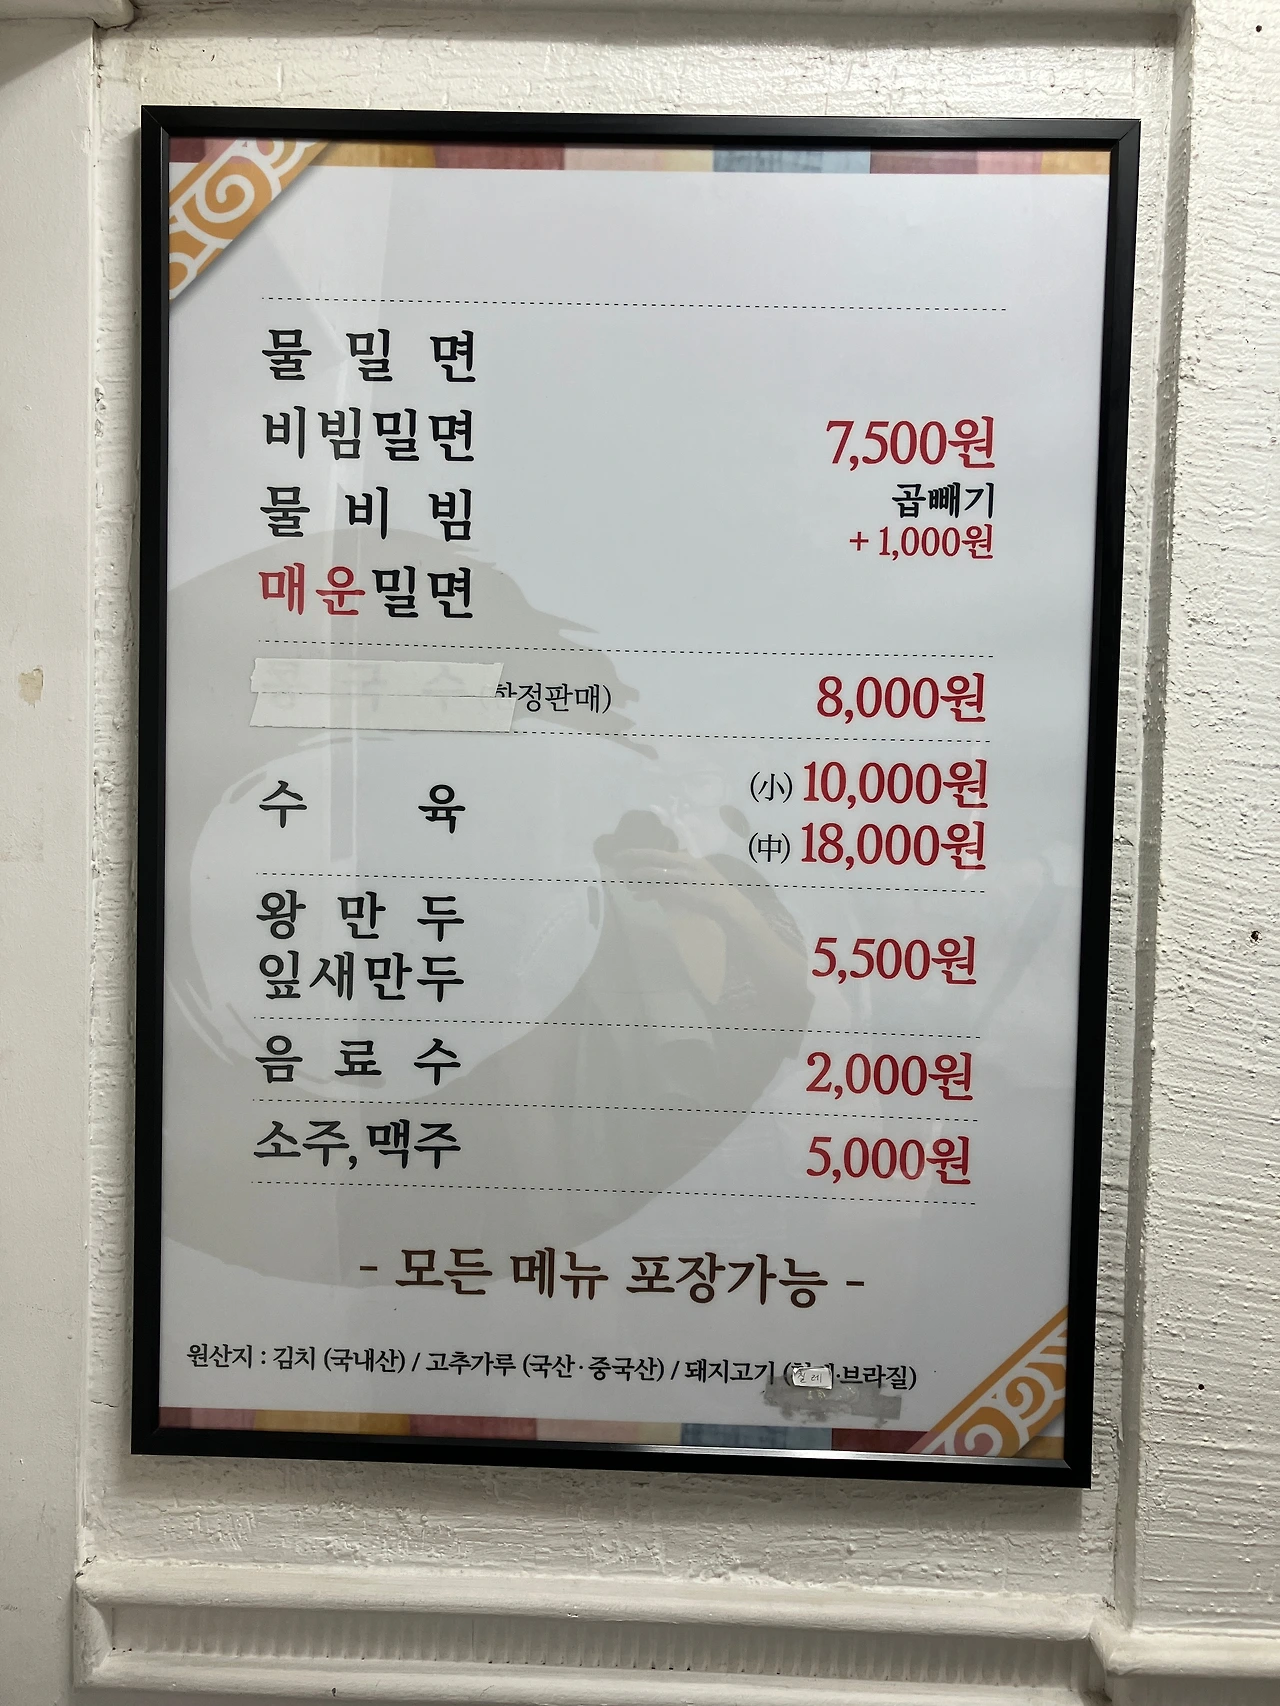 물 밀 면
비빔밀면
물 비 빔
매운밀면
7,500원
곱빼기
+ 1,000원
(한정판매) 8,000원
수 육
(小) 10,000원
(中) 18,000원
왕 만 두
잎새만두
5,500원
음 료 수 2,000원
소주, 맥주 5,000원
- 모든 메뉴 포장가능 -
원산지 : 김치 (국내산) / 고추가루 (국산 · 중국산) / 돼지고기 (칠레·브라질)